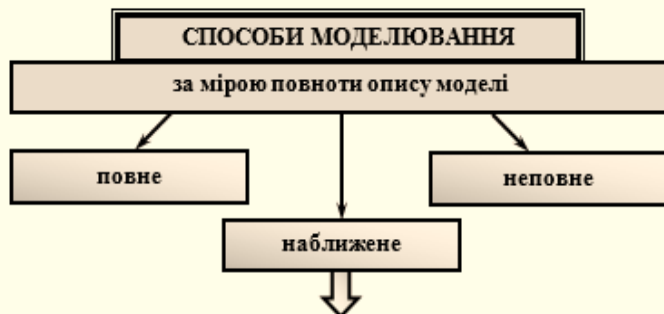 СПОСОБИ МОДЕЛЮВАННЯ
за мірою повноти опису моделі
повне
неповне
наближене